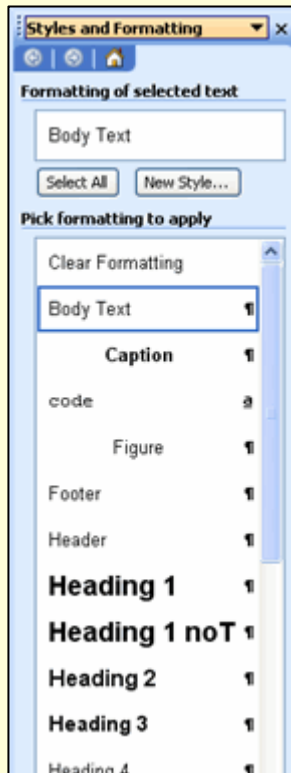 Styles and Formatting
Formatting of selected text
Body Text
Select All New Style...
Pick formatting to apply
Clear Formatting
Body Text ¶
Caption ¶
code a
Figure ¶
Footer ¶
Header ¶
Heading 1 ¶
Heading 1 noT ¶
Heading 2 ¶
Heading 3 ¶
Heading 4 ¶